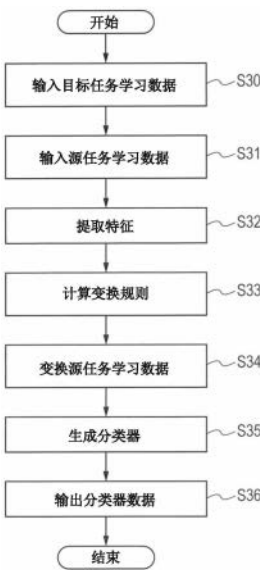 开始
输入目标任务学习数据
S30
输入源任务学习数据
S31
提取特征
S32
计算变换规则
S33
变换源任务学习数据
S34
生成分类器
S35
输出分类器数据
S36
结束